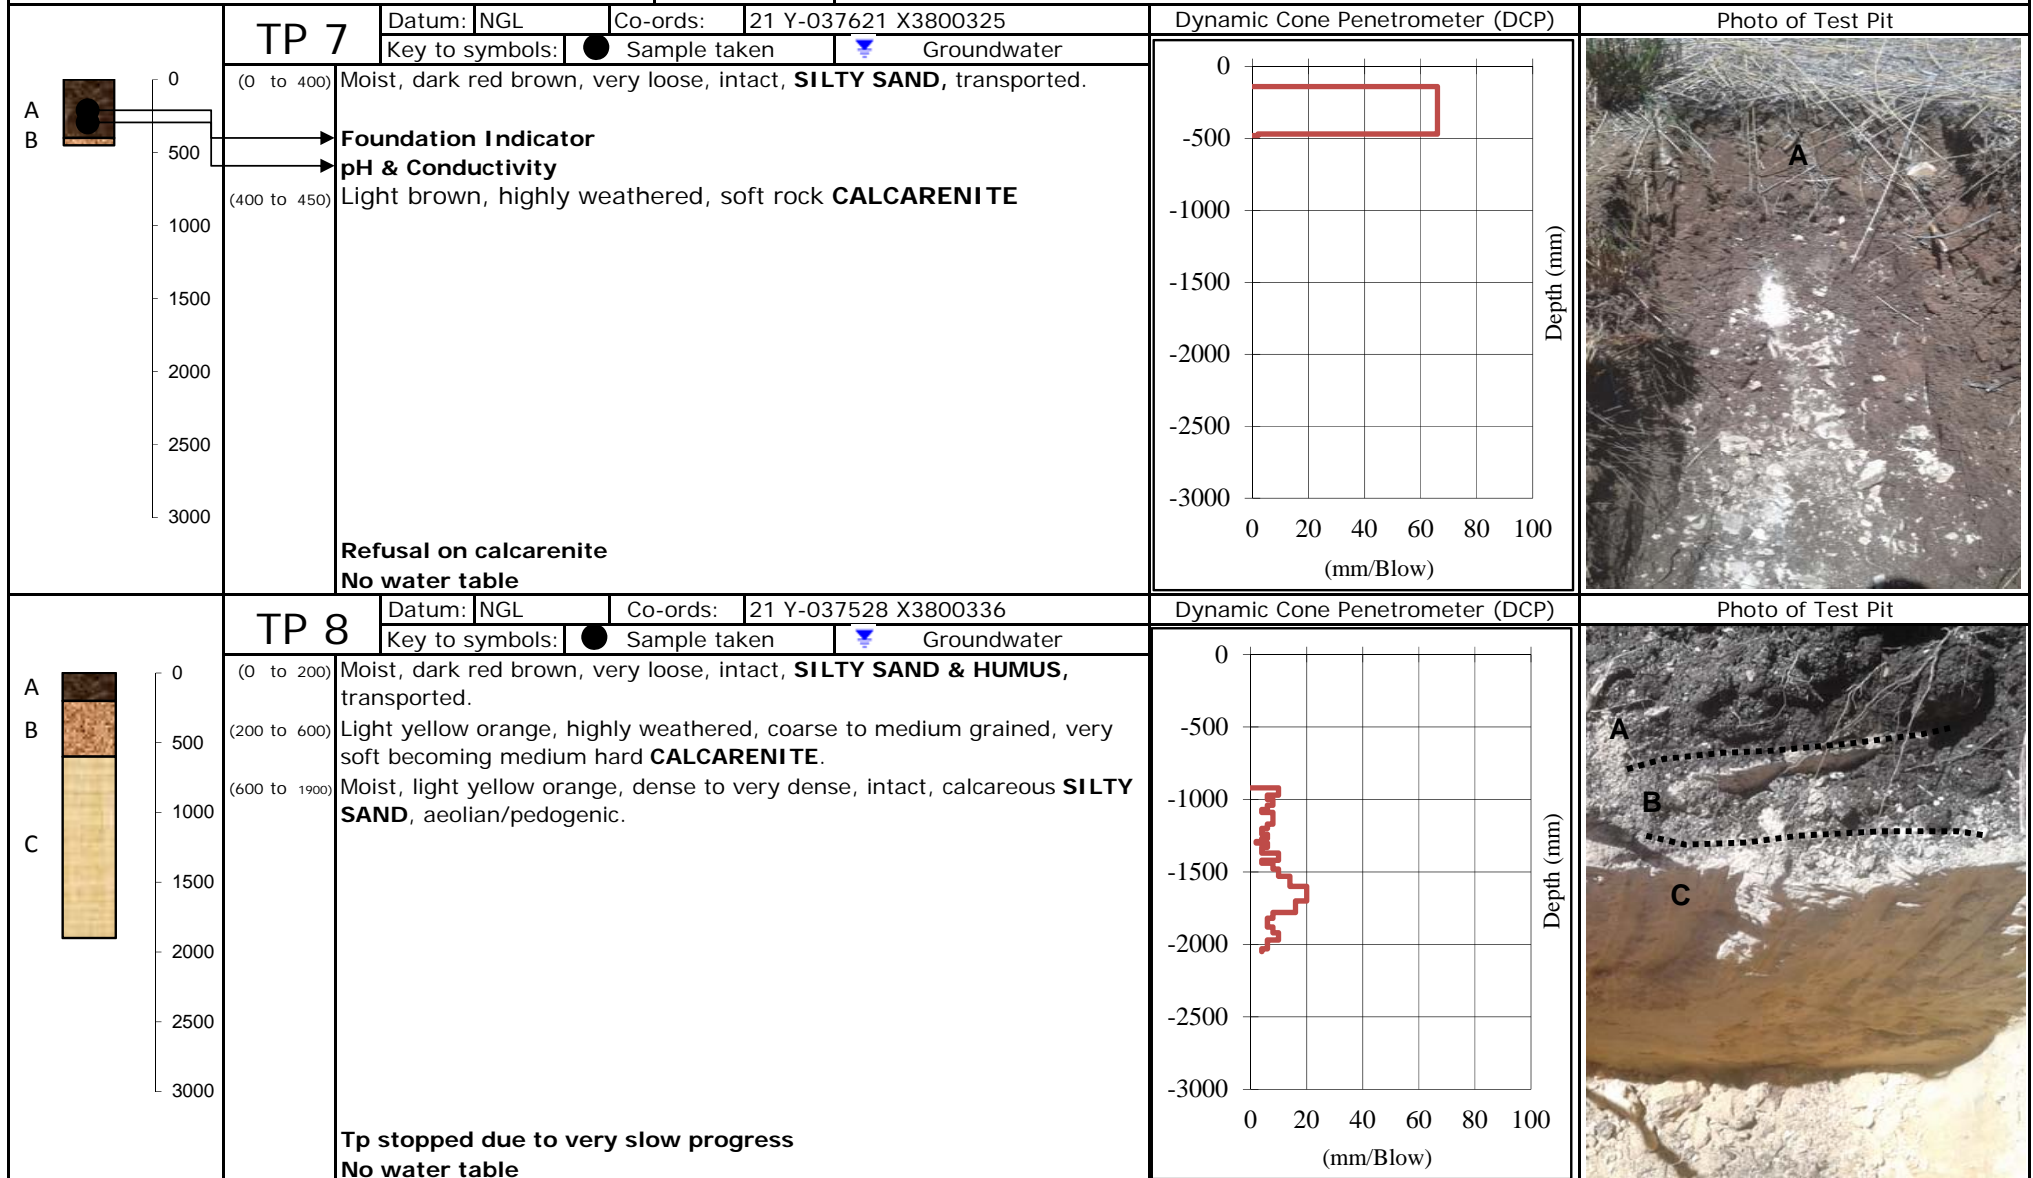 TP 7
Datum: NGL Co-ords: 21 Y-037621 X3800325
Key to symbols: Sample taken Groundwater
Dynamic Cone Penetrometer (DCP)
Photo of Test Pit
A
B
0
500
1000
1500
2000
2500
3000
(0 to 400) Moist, dark red brown, very loose, intact, SILTY SAND, transported.
Foundation Indicator
pH & Conductivity
(400 to 450) Light brown, highly weathered, soft rock CALCARENITE
Refusal on calcarenite
No water table
0
-500
-1000
-1500
-2000
-2500
-3000
0 20 40 60 80 100
(mm/Blow)
Depth (mm)
A
TP 8
Datum: NGL Co-ords: 21 Y-037528 X3800336
Key to symbols: Sample taken Groundwater
Dynamic Cone Penetrometer (DCP)
Photo of Test Pit
A
B
C
0
500
1000
1500
2000
2500
3000
(0 to 200) Moist, dark red brown, very loose, intact, SILTY SAND & HUMUS,
transported.
(200 to 600) Light yellow orange, highly weathered, coarse to medium grained, very
soft becoming medium hard CALCARENITE.
(600 to 1900) Moist, light yellow orange, dense to very dense, intact, calcareous SILTY
SAND, aeolian/pedogenic.
Tp stopped due to very slow progress
No water table
0
-500
-1000
-1500
-2000
-2500
-3000
0 20 40 60 80 100
(mm/Blow)
Depth (mm)
A
B
C